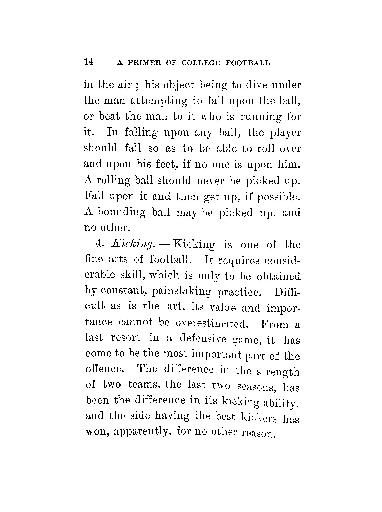 14 A PRIMER OF COLLEGE FOOTBALL
in the air; his object being to dive under
the man attempting to fall upon the ball,
or beat the man to it who is running for
it. In falling upon any ball, the player
should fall so as to be able to roll over
and upon his feet, if no one is upon him.
A rolling ball should never be picked up.
Fall upon it and then get up, if possible.
A bounding ball may be picked up, and
no other.
d. Kicking. — Kicking is one of the
fine arts of football. It requires consid-
erable skill, which is only to be obtained
by constant, painstaking practice. Diffi-
cult as is the art, its value and impor-
tance cannot be overestimated. From a
last resort in a defensive game, it has
come to be the most important part of the
offence. The difference in the strength
of two teams, the last two seasons, has
been the difference in its kicking ability,
and the side having the best kickers has
won, apparently, for no other reason.